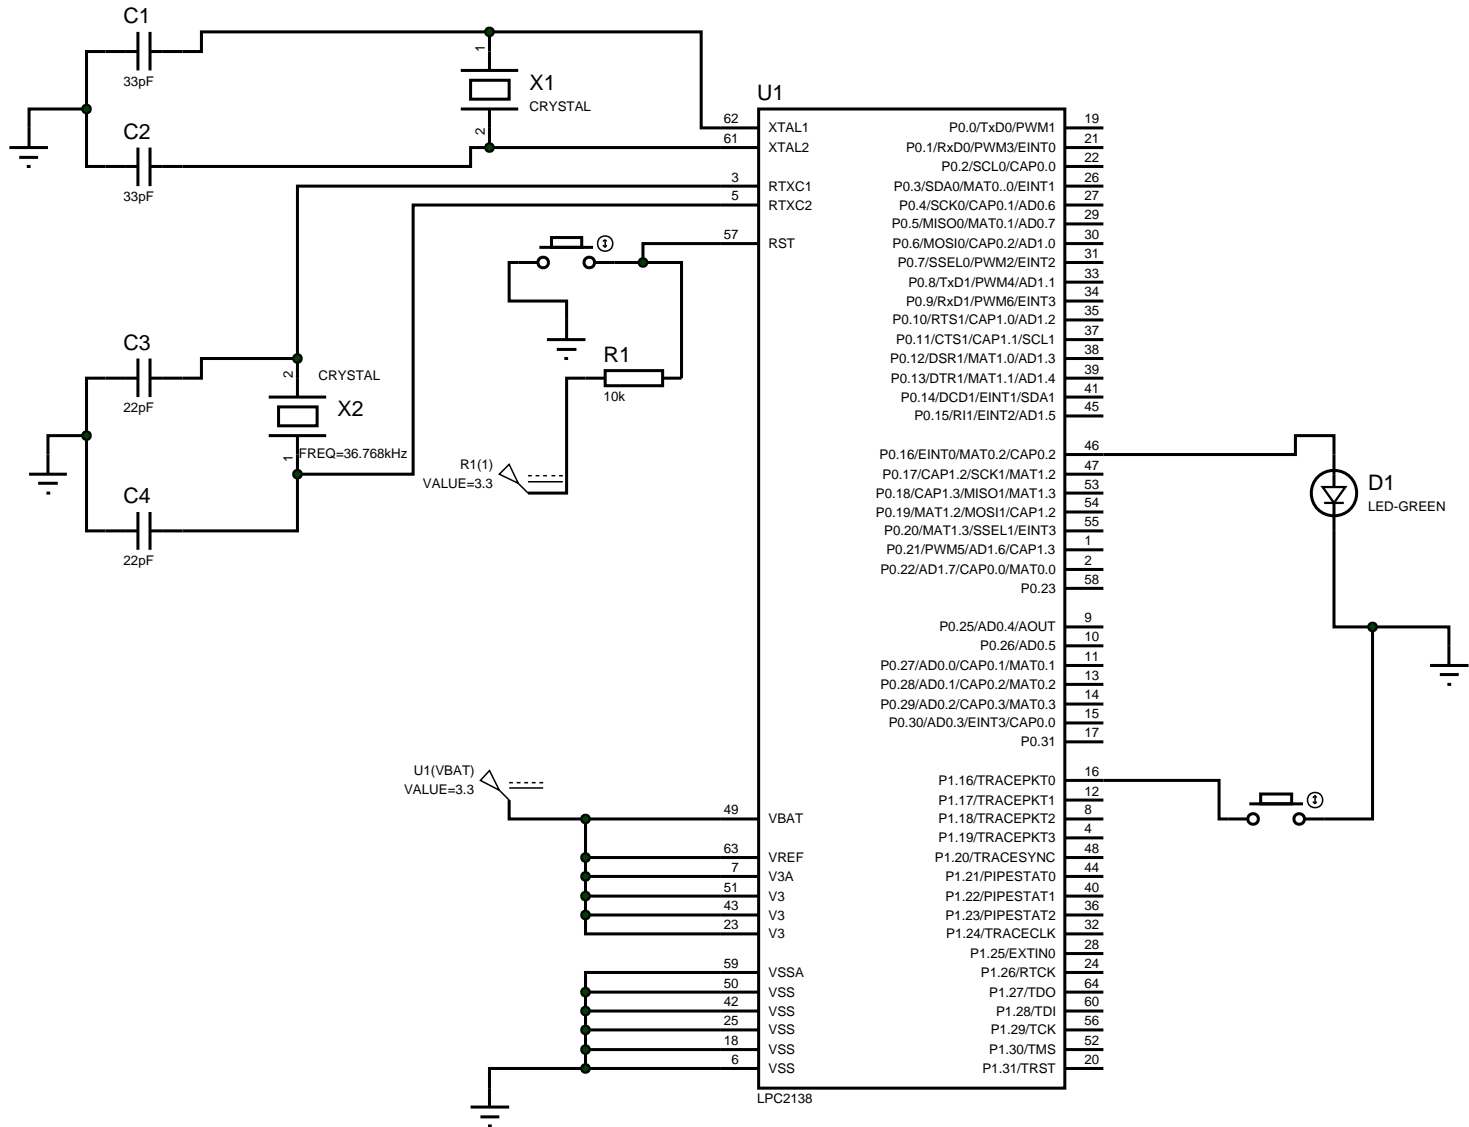 C1
33pF
C2
33pF
1
2
X1
CRYSTAL
C3
22pF
C4
22pF
2
1
CRYSTAL
X2
FREQ=36.768kHz
R1
10k
R1(1)
VALUE=3.3
U1(VBAT)
VALUE=3.3
U1
62 XTAL1
61 XTAL2
3 RTXC1
5 RTXC2
57 RST
49 VBAT
63 VREF
7 V3A
51 V3
43 V3
23 V3
59 VSSA
50 VSS
42 VSS
25 VSS
18 VSS
6 VSS
P0.0/TxD0/PWM1 19
P0.1/RxD0/PWM3/EINT0 21
P0.2/SCL0/CAP0.0 22
P0.3/SDA0/MAT0..0/EINT1 26
P0.4/SCK0/CAP0.1/AD0.6 27
P0.5/MISO0/MAT0.1/AD0.7 29
P0.6/MOSI0/CAP0.2/AD1.0 30
P0.7/SSEL0/PWM2/EINT2 31
P0.8/TxD1/PWM4/AD1.1 33
P0.9/RxD1/PWM6/EINT3 34
P0.10/RTS1/CAP1.0/AD1.2 35
P0.11/CTS1/CAP1.1/SCL1 37
P0.12/DSR1/MAT1.0/AD1.3 38
P0.13/DTR1/MAT1.1/AD1.4 39
P0.14/DCD1/EINT1/SDA1 41
P0.15/RI1/EINT2/AD1.5 45
P0.16/EINT0/MAT0.2/CAP0.2 46
P0.17/CAP1.2/SCK1/MAT1.2 47
P0.18/CAP1.3/MISO1/MAT1.3 53
P0.19/MAT1.2/MOSI1/CAP1.2 54
P0.20/MAT1.3/SSEL1/EINT3 55
P0.21/PWM5/AD1.6/CAP1.3 1
P0.22/AD1.7/CAP0.0/MAT0.0 2
P0.23 58
P0.25/AD0.4/AOUT 9
P0.26/AD0.5 10
P0.27/AD0.0/CAP0.1/MAT0.1 11
P0.28/AD0.1/CAP0.2/MAT0.2 13
P0.29/AD0.2/CAP0.3/MAT0.3 14
P0.30/AD0.3/EINT3/CAP0.0 15
P0.31 17
P1.16/TRACEPKT0 16
P1.17/TRACEPKT1 12
P1.18/TRACEPKT2 8
P1.19/TRACEPKT3 4
P1.20/TRACESYNC 48
P1.21/PIPESTAT0 44
P1.22/PIPESTAT1 40
P1.23/PIPESTAT2 36
P1.24/TRACECLK 32
P1.25/EXTIN0 28
P1.26/RTCK 24
P1.27/TDO 64
P1.28/TDI 60
P1.29/TCK 56
P1.30/TMS 52
P1.31/TRST 20
LPC2138
D1
LED-GREEN